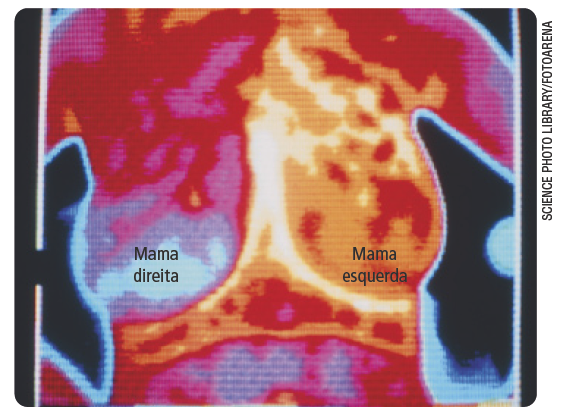 Mama
direita
Mama
esquerda
SCIENCE PHOTO LIBRARY/FOTOARENA